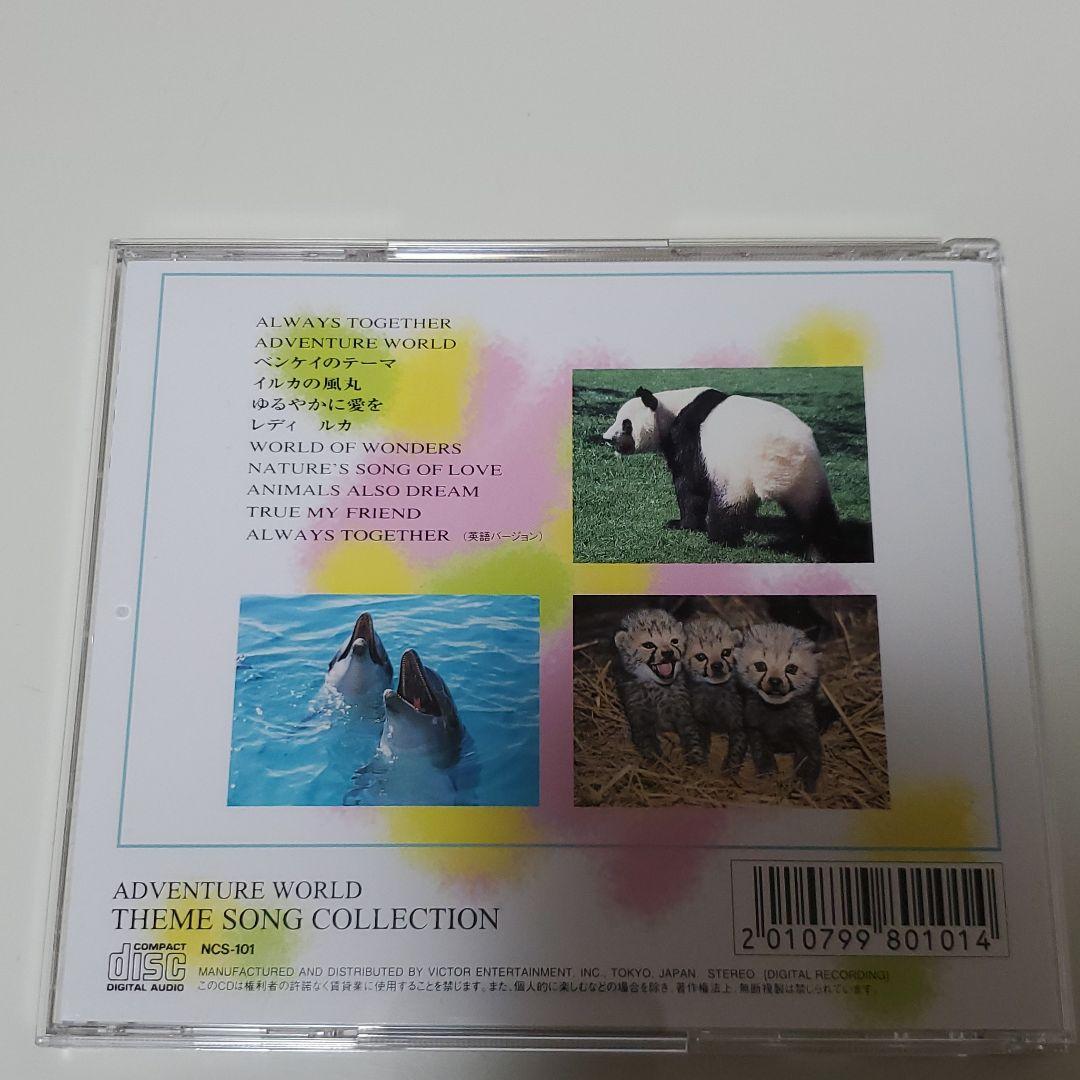 ALWAYS TOGETHER
ADVENTURE WORLD
ベンケイのテーマ
イルカの風丸
ゆるやかに愛を
レディ ルカ
WORLD OF WONDERS
NATURE'S SONG OF LOVE
ANIMALS ALSO DREAM
TRUE MY FRIEND
ALWAYS TOGETHER (英語バージョン)
ADVENTURE WORLD
THEME SONG COLLECTION
COMPACT
disc
DIGITAL AUDIO
NCS-101
2 010799 801014
MANUFACTURED AND DISTRIBUTED BY VICTOR ENTERTAINMENT, INC., TOKYO, JAPAN. STEREO [DIGITAL RECORDING]
このCDは権利者の許諾なく賃貸業に使用することを禁じます。また、個人的に楽しむなどの場合を除き、著作権法上、無断複製は禁じられています。